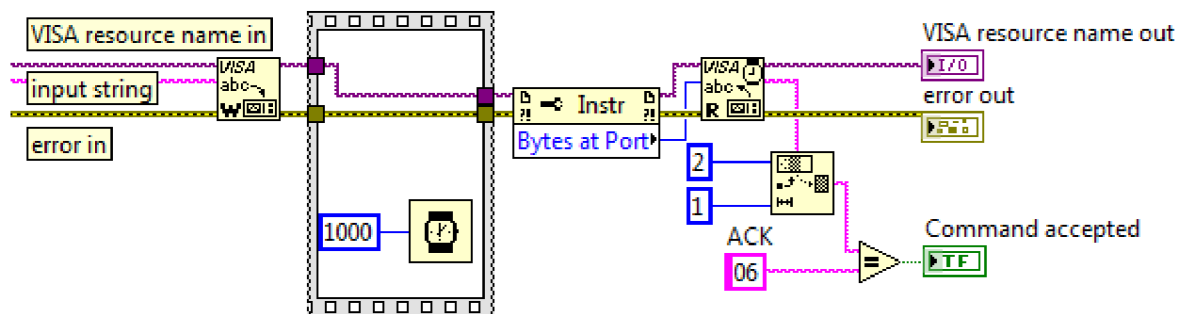 VISA resource name in
input string
error in
VISA
abc
W
1000
Instr
Bytes at Port
VISA
abc
R
2
1
ACK
06
=
VISA resource name out
I/O
error out
Command accepted
TF